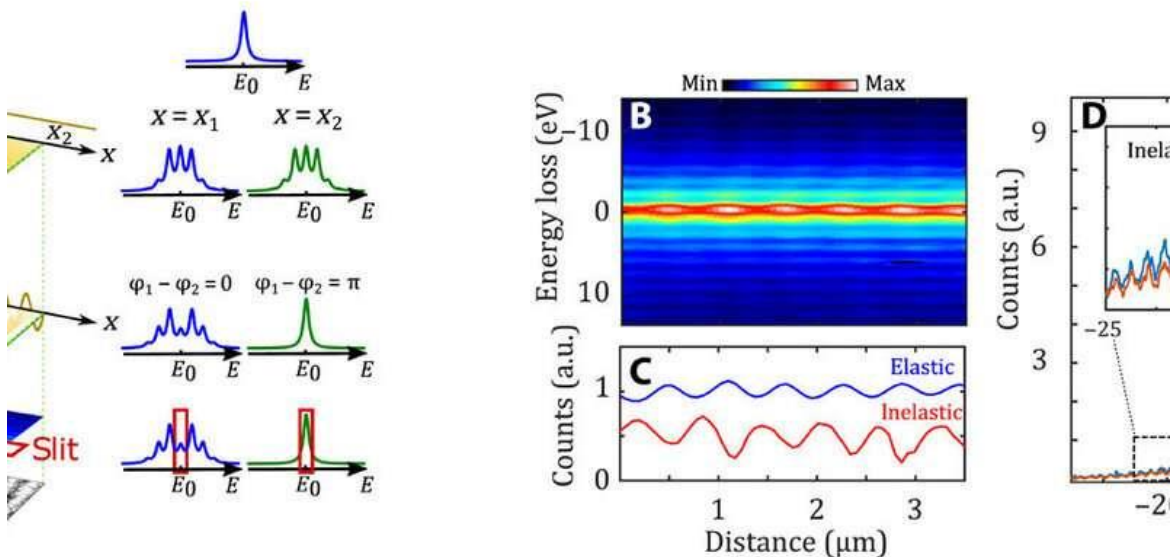 E₀ E
x = x₁ x = x₂
x₂ x
E₀ E E₀ E
φ₁ − φ₂ = 0 φ₁ − φ₂ = π
x
E₀ E E₀ E
Slit
E₀ E E₀ E
Min Max
B
Energy loss (eV)
−10
0
10
C
Counts (a.u.)
1
0
Elastic
Inelastic
1 2 3
Distance (μm)
D
Counts (a.u.)
9
6
3
−25